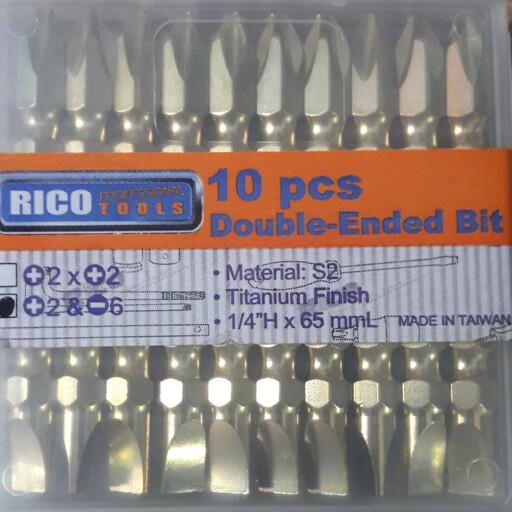 RICO PROFESSIONAL TOOLS
10 pcs
Double-Ended Bit
⊕2 x ⊕2
⊕2 & ⊖6
• Material: S2
• Titanium Finish
• 1/4"H x 65 mmL
MADE IN TAIWAN